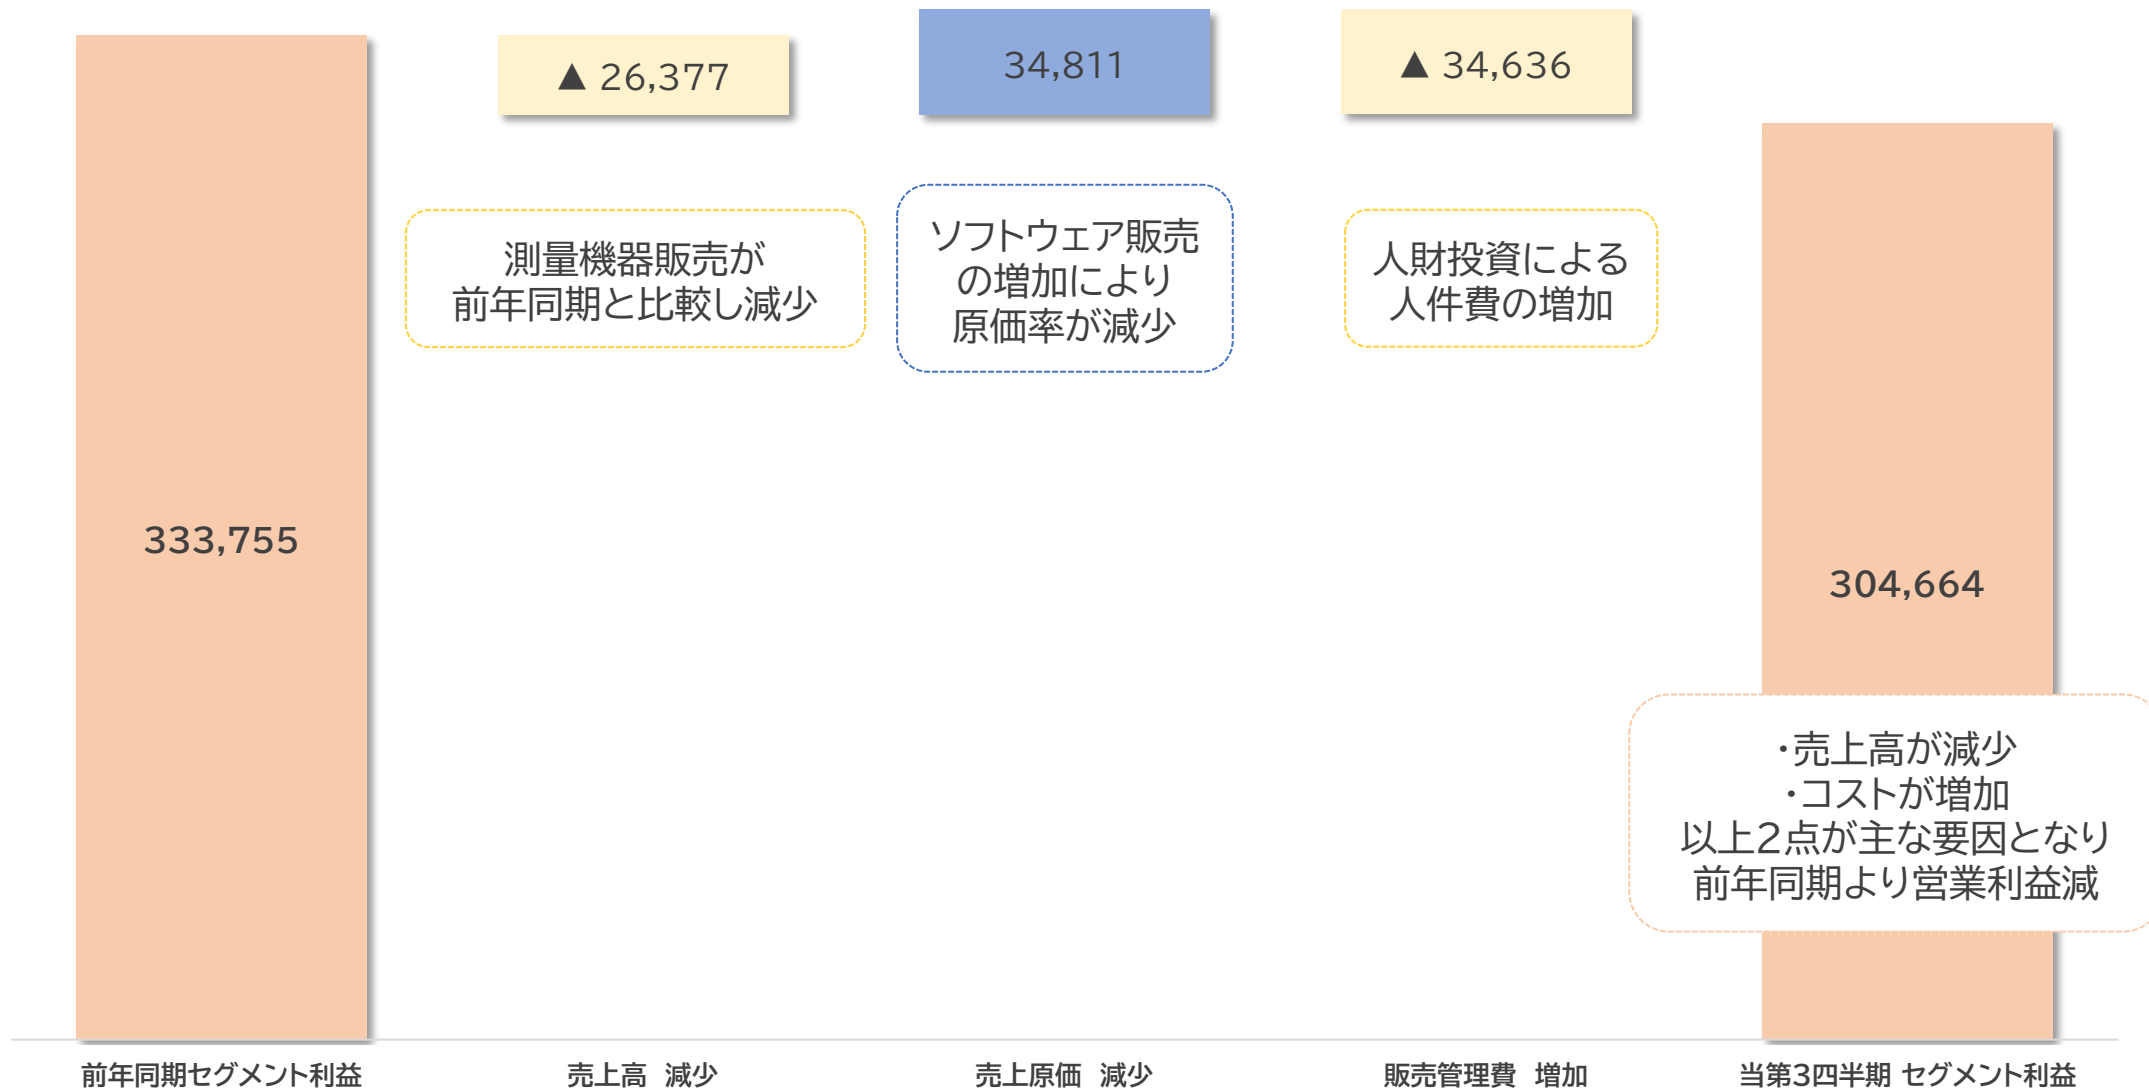 ▲ 26,377
34,811
▲ 34,636
測量機器販売が
前年同期と比較し減少
ソフトウェア販売
の増加により
原価率が減少
人財投資による
人件費の増加
333,755
304,664
・売上高が減少
・コストが増加
以上2点が主な要因となり
前年同期より営業利益減
前年同期セグメント利益
売上高 減少
売上原価 減少
販売管理費 増加
当第3四半期 セグメント利益